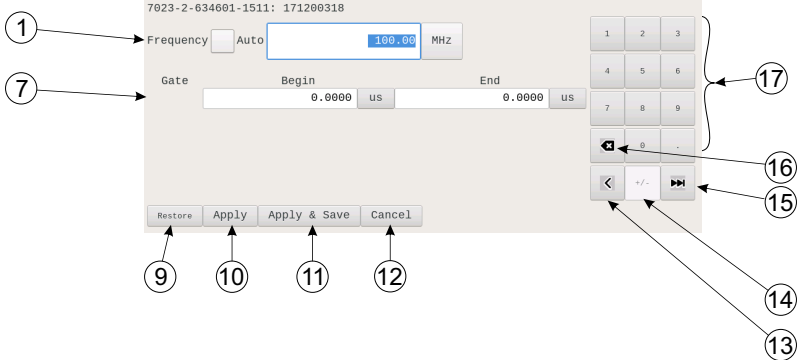 7023-2-634601-1511: 171200318
1
Frequency Auto 100.00 MHz
1 2 3
4 5 6
7 8 9
0 .
+/-
17
7
Gate Begin End
0.0000 us 0.0000 us
16
15
Restore Apply Apply & Save Cancel
9 10 11 12
14
13